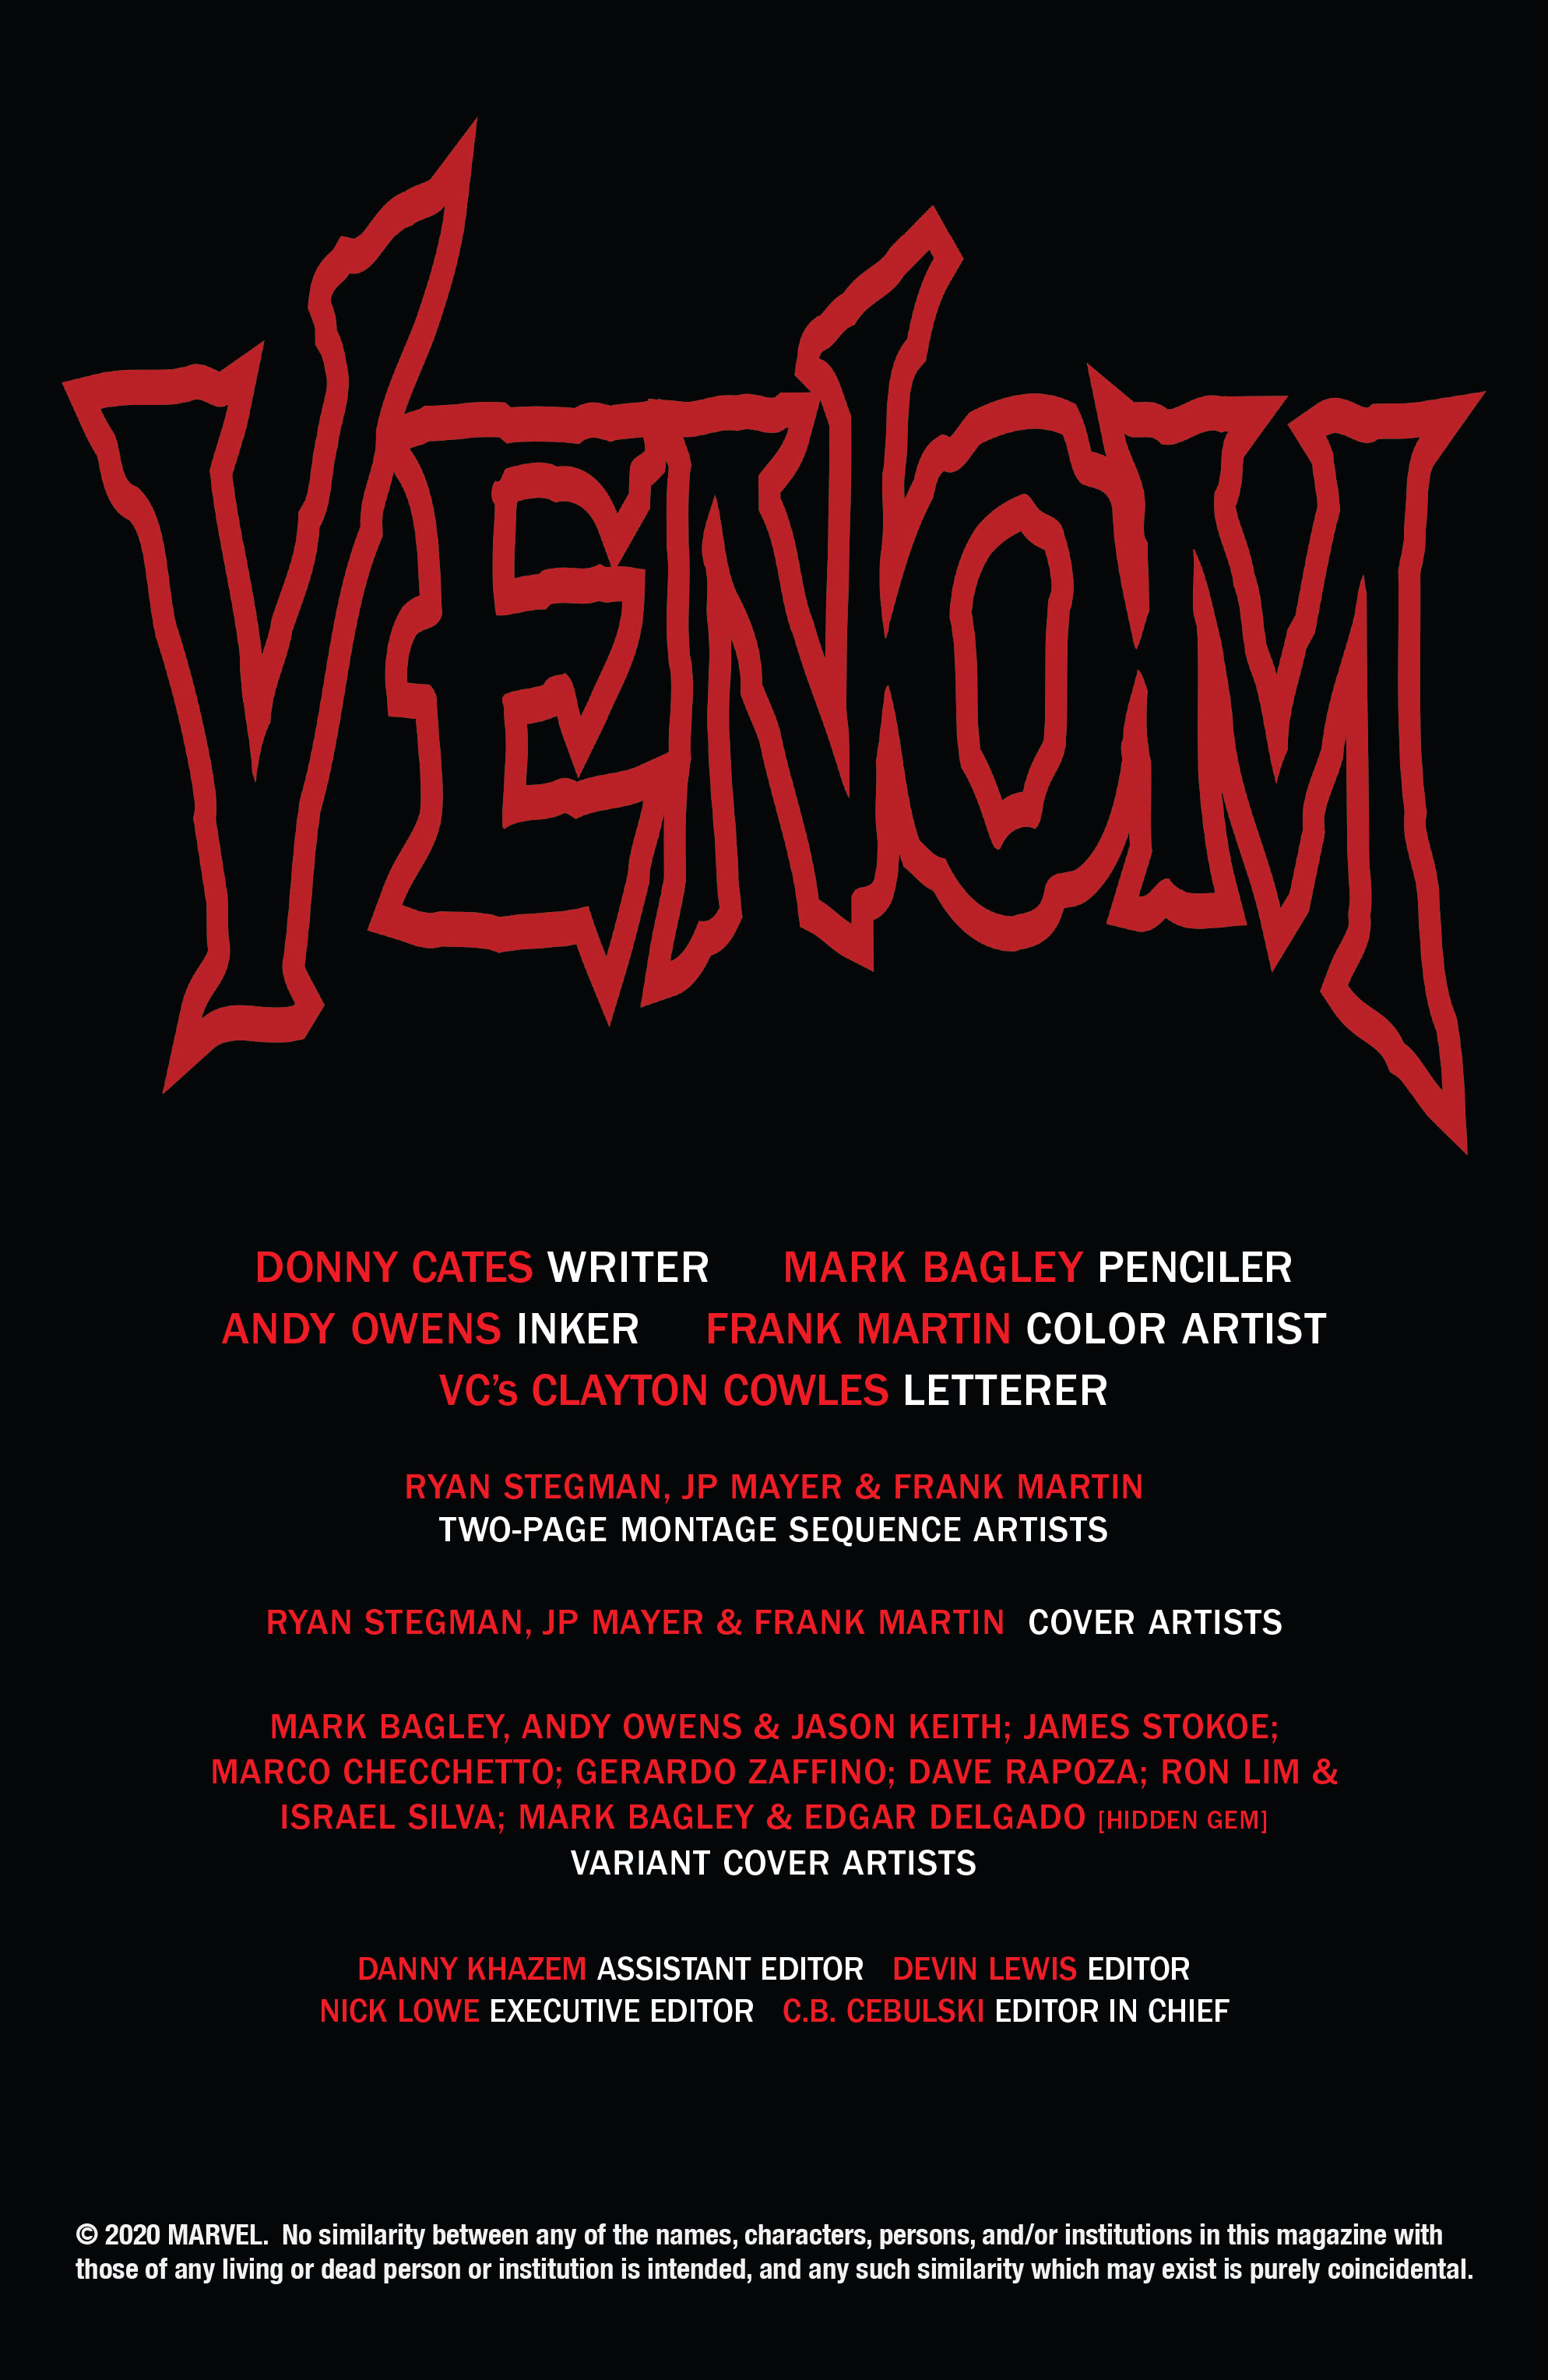 VENOM
DONNY CATES WRITER MARK BAGLEY PENCILER
ANDY OWENS INKER FRANK MARTIN COLOR ARTIST
VC’s CLAYTON COWLES LETTERER
RYAN STEGMAN, JP MAYER & FRANK MARTIN
TWO-PAGE MONTAGE SEQUENCE ARTISTS
RYAN STEGMAN, JP MAYER & FRANK MARTIN COVER ARTISTS
MARK BAGLEY, ANDY OWENS & JASON KEITH; JAMES STOKOE;
MARCO CHECCHETTO; GERARDO ZAFFINO; DAVE RAPOZA; RON LIM &
ISRAEL SILVA; MARK BAGLEY & EDGAR DELGADO [HIDDEN GEM]
VARIANT COVER ARTISTS
DANNY KHAZEM ASSISTANT EDITOR DEVIN LEWIS EDITOR
NICK LOWE EXECUTIVE EDITOR C.B. CEBULSKI EDITOR IN CHIEF
© 2020 MARVEL. No similarity between any of the names, characters, persons, and/or institutions in this magazine with
those of any living or dead person or institution is intended, and any such similarity which may exist is purely coincidental.